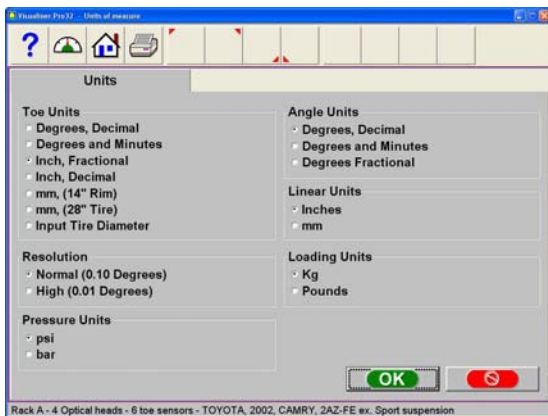 Visualiner Pro32 - Units of measure
?
Units
Toe Units
Degrees, Decimal
Degrees and Minutes
Inch, Fractional
Inch, Decimal
mm, (14" Rim)
mm, (28" Tire)
Input Tire Diameter
Resolution
Normal (0.10 Degrees)
High (0.01 Degrees)
Pressure Units
psi
bar
Angle Units
Degrees, Decimal
Degrees and Minutes
Degrees Fractional
Linear Units
Inches
mm
Loading Units
Kg
Pounds
OK
Rack A - 4 Optical heads - 6 toe sensors - TOYOTA, 2002, CAMRY, 2AZ-FE ex. Sport suspension